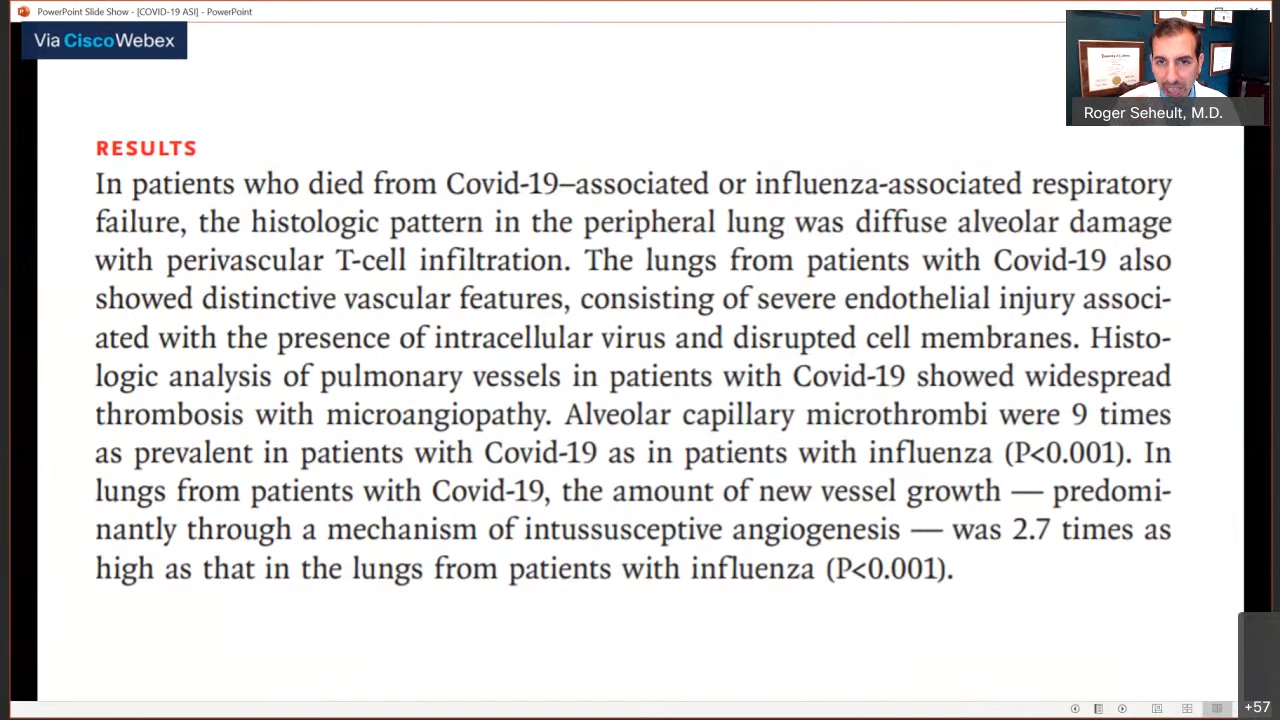 PowerPoint Slide Show - [COVID-19 ASI] - PowerPoint
Via CiscoWebex
Roger Seheult, M.D.
RESULTS
In patients who died from Covid-19–associated or influenza-associated respiratory
failure, the histologic pattern in the peripheral lung was diffuse alveolar damage
with perivascular T-cell infiltration. The lungs from patients with Covid-19 also
showed distinctive vascular features, consisting of severe endothelial injury associ-
ated with the presence of intracellular virus and disrupted cell membranes. Histo-
logic analysis of pulmonary vessels in patients with Covid-19 showed widespread
thrombosis with microangiopathy. Alveolar capillary microthrombi were 9 times
as prevalent in patients with Covid-19 as in patients with influenza (P<0.001). In
lungs from patients with Covid-19, the amount of new vessel growth — predomi-
nantly through a mechanism of intussusceptive angiogenesis — was 2.7 times as
high as that in the lungs from patients with influenza (P<0.001).
+57